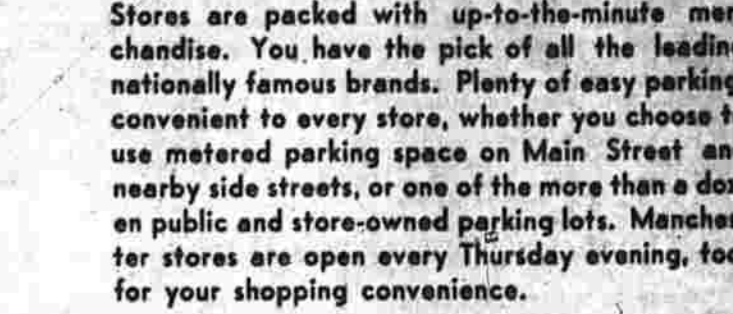 Stores are packed with up-to-the-minute mer
chandise. You have the pick of all the leadin
nationally famous brands. Plenty of easy parking
convenient to every store, whether you choose t
use metered parking space on Main Street an
nearby side streets, or one of the more than a doz
en public and store-owned parking lots. Manches
ter stores are open every Thursday evening, too
for your shopping convenience.